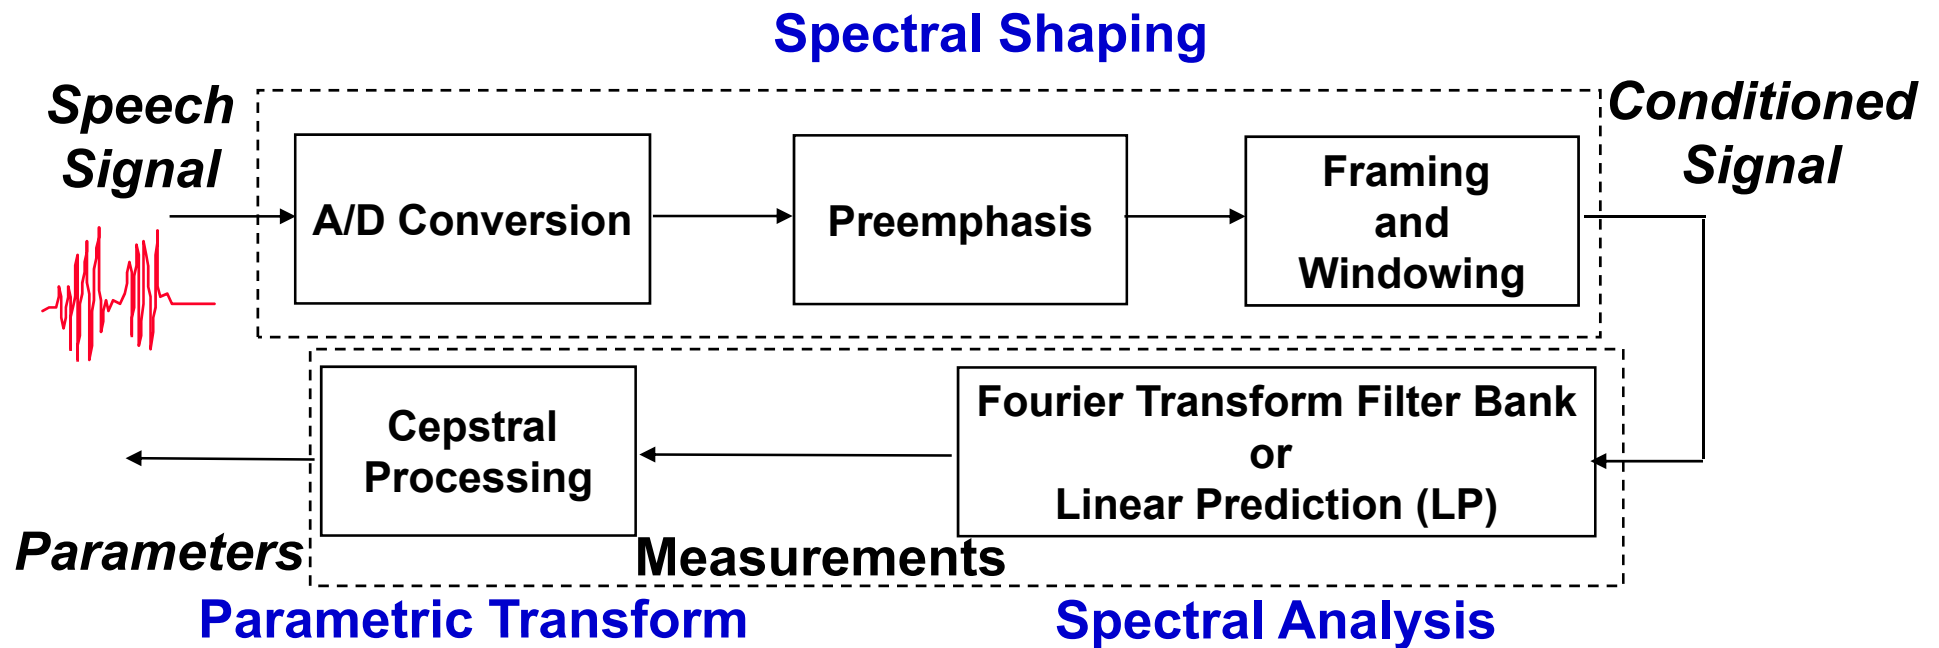 Spectral Shaping
Speech
Signal
A/D Conversion
Preemphasis
Framing
and
Windowing
Conditioned
Signal
Fourier Transform Filter Bank
or
Linear Prediction (LP)
Cepstral
Processing
Measurements
Parameters
Parametric Transform
Spectral Analysis